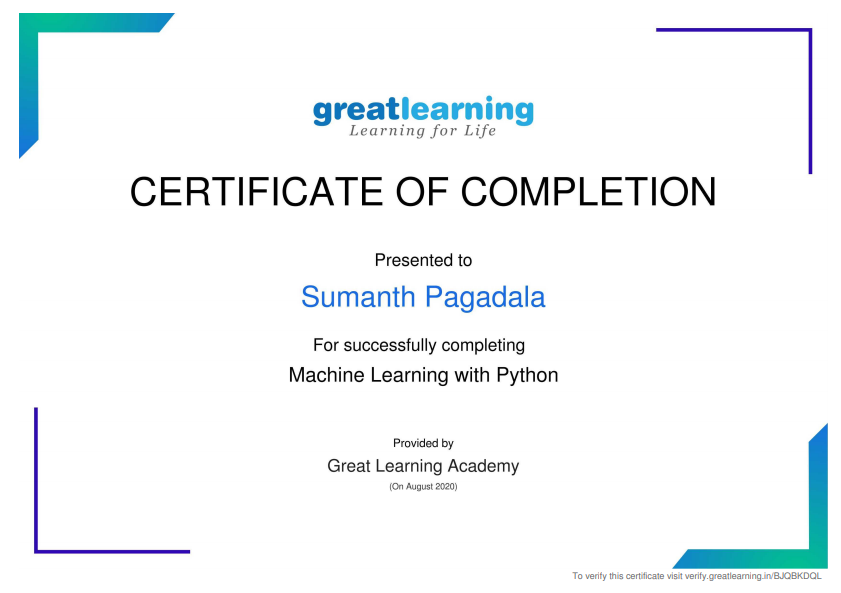 greatlearning
Learning for Life
CERTIFICATE OF COMPLETION
Presented to
Sumanth Pagadala
For successfully completing
Machine Learning with Python
Provided by
Great Learning Academy
(On August 2020)
To verify this certificate visit verify.greatlearning.in/BJQBKDQL